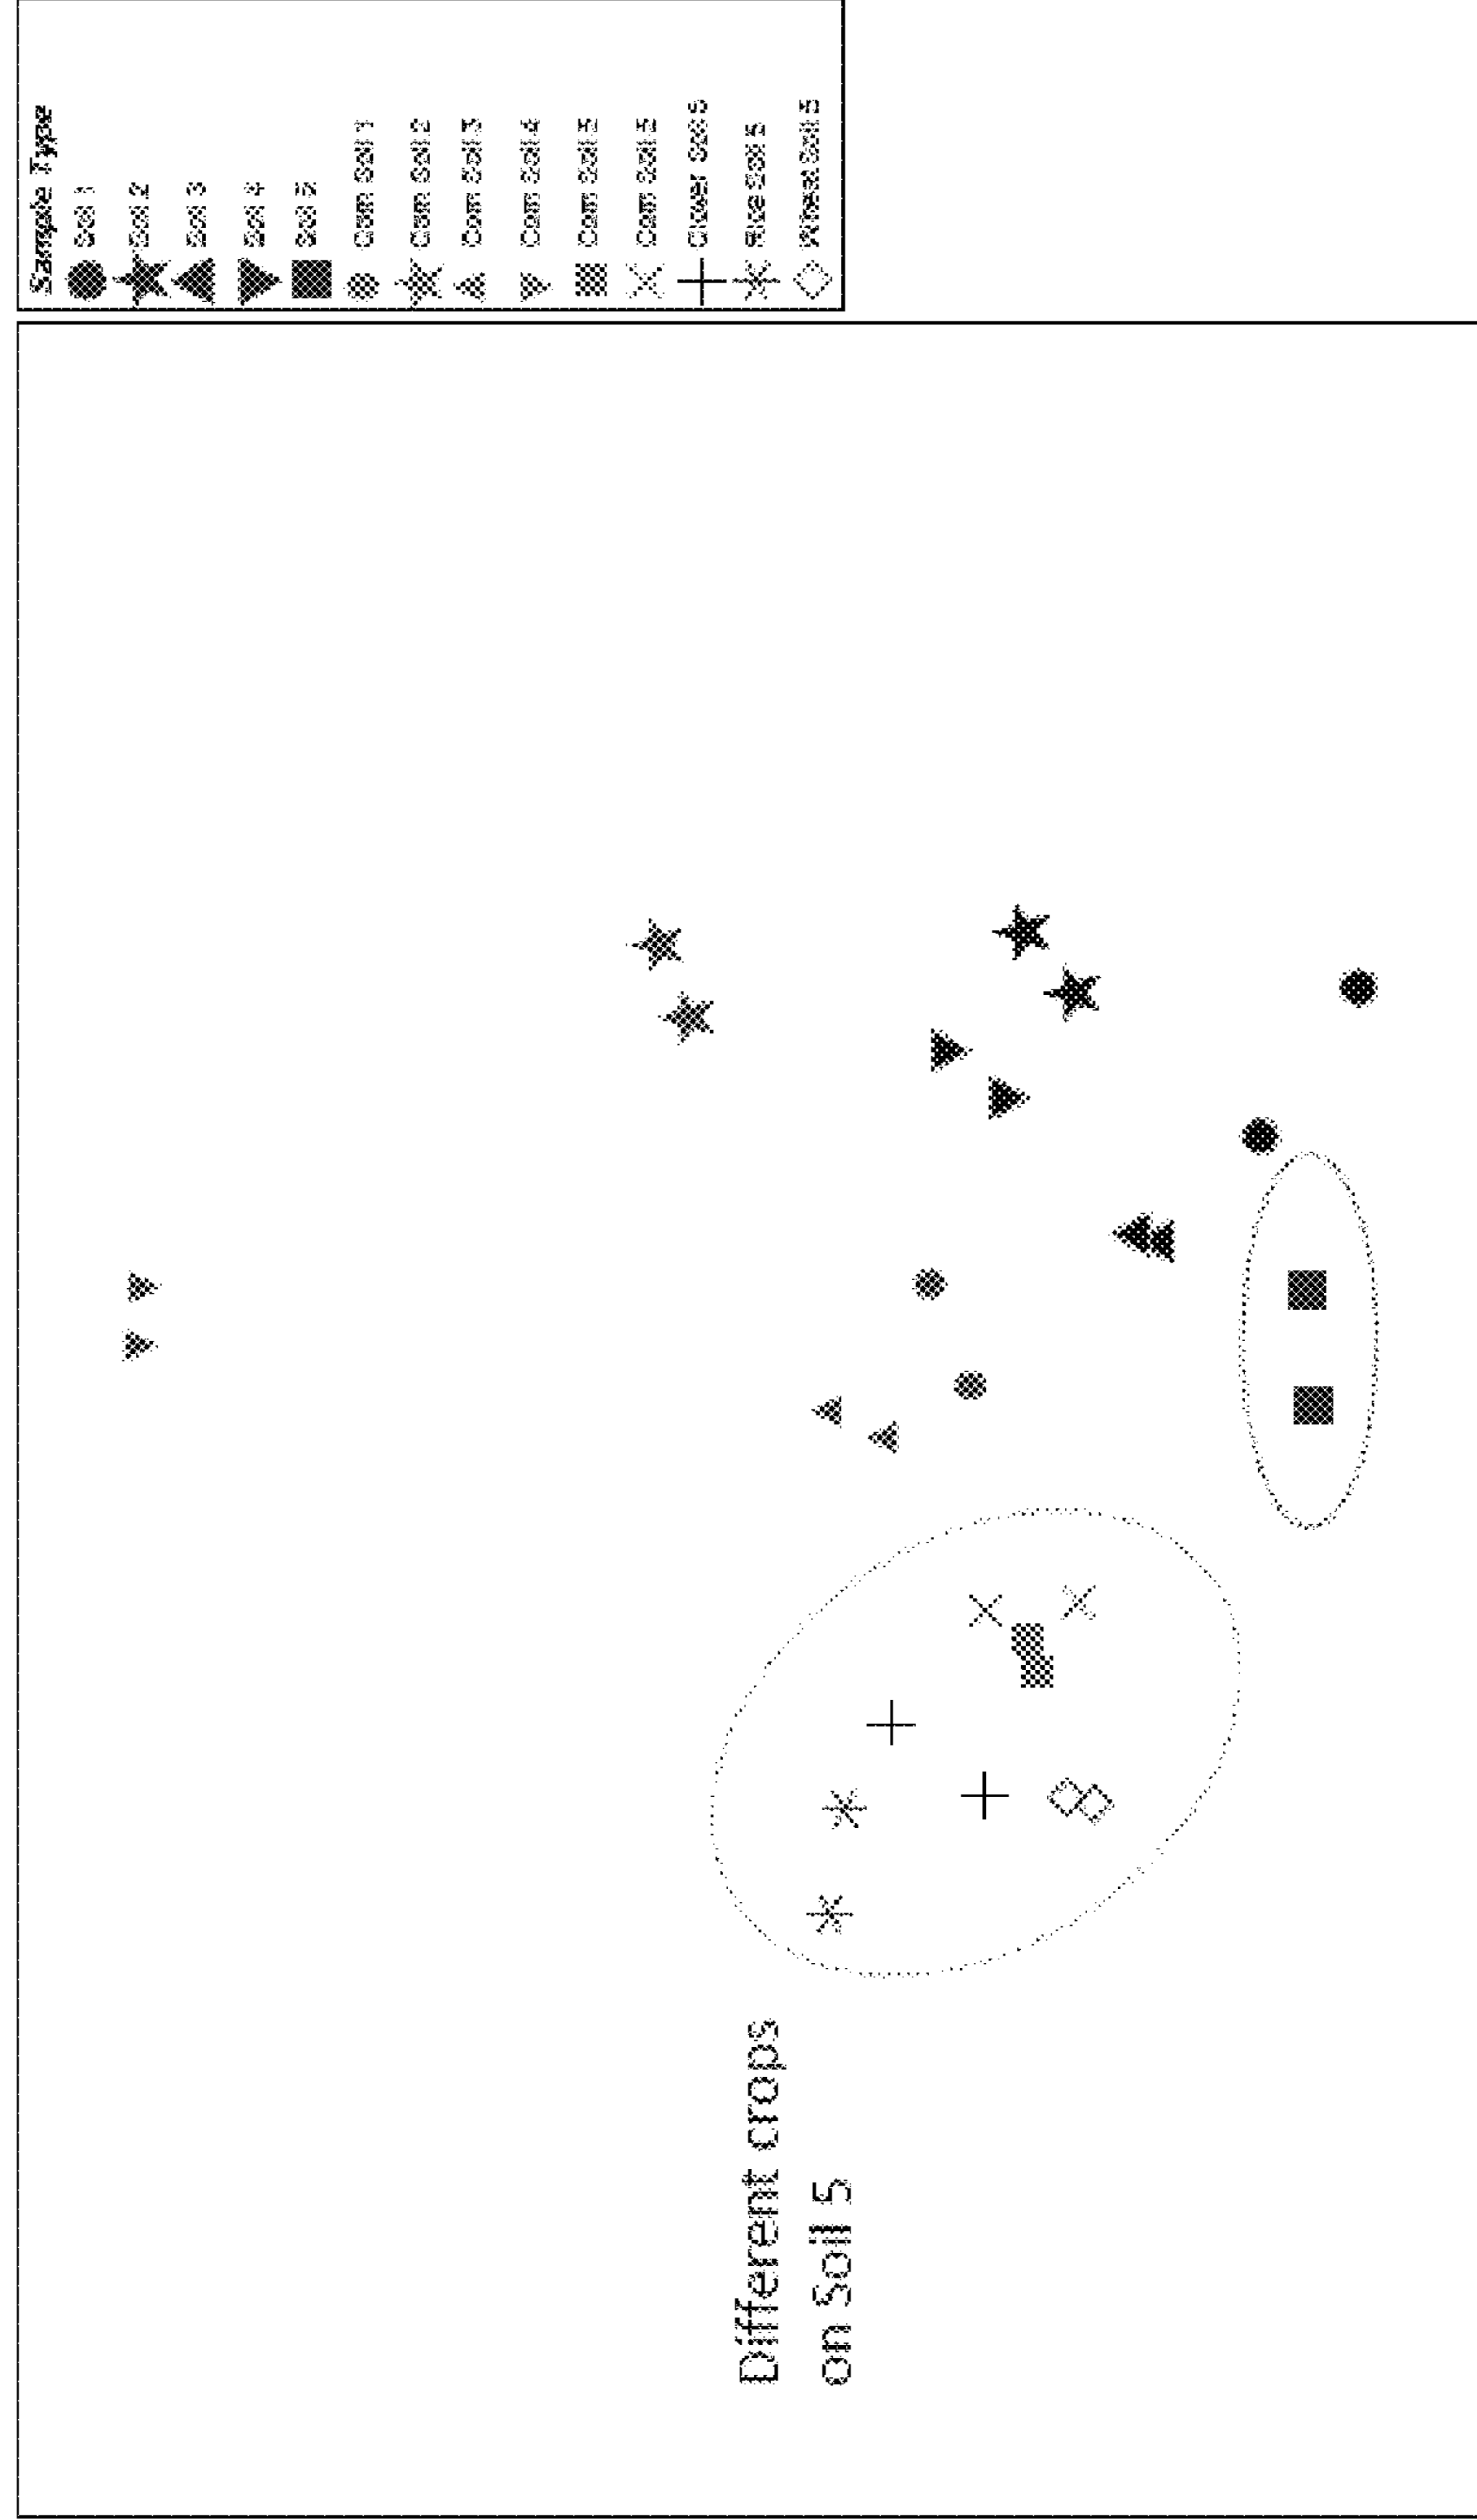 Sample Type
Soil 1
Soil 2
Soil 3
Soil 4
Soil 5
Corn Soil 1
Corn Soil 2
Corn Soil 3
Corn Soil 4
Corn Soil 5
Corn Soil 5
Clover Soil 5
Rice Soil 5
Wheat Soil 5
Different crops
on Soil 5